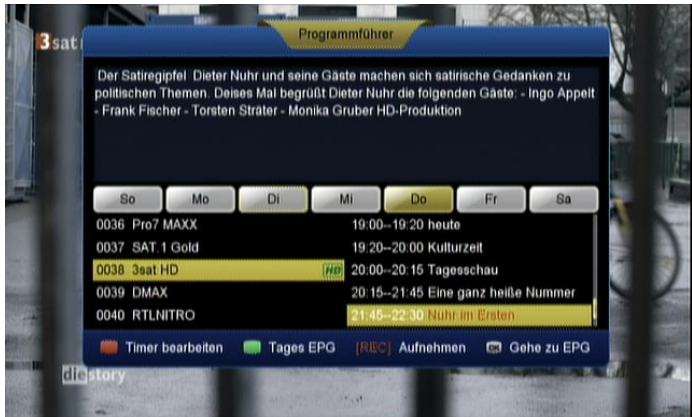 Programmführer
3sat
Der Satiregipfel Dieter Nuhr und seine Gäste machen sich satirische Gedanken zu
politischen Themen. Deises Mal begrüßt Dieter Nuhr die folgenden Gäste: - Ingo Appelt
- Frank Fischer - Torsten Sträter - Monika Gruber HD-Produktion
So Mo Di Mi Do Fr Sa
0036 Pro7 MAXX 19:00--19:20 heute
0037 SAT.1 Gold 19:20--20:00 Kulturzeit
0038 3sat HD HD 20:00--20:15 Tagesschau
0039 DMAX 20:15--21:45 Eine ganz heiße Nummer
0040 RTLNITRO 21:45--22:30 Nuhr im Ersten
Timer bearbeiten Tages EPG [REC] Aufnehmen OK Gehe zu EPG
die story